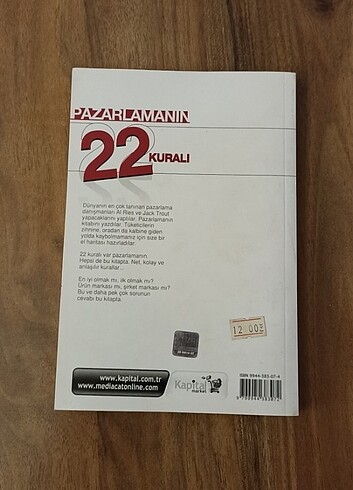 PAZARLAMANIN
22 KURALI
Dünyanın en çok tanınan pazarlama
danışmanları Al Ries ve Jack Trout
yapacaklarını yaptılar. Pazarlamanın
kitabını yazdılar. Tüketicilerin
zihnine, oradan da kalbine giden
yolda kaybolmamanız için size bir
el haritası hazırladılar.
22 kuralı var pazarlamanın.
Hepsi de bu kitapta. Net, kolay ve
anlaşılır kurallar...
En iyi olmak mı, ilk olmak mı?
Ürün markası mı, şirket markası mı?
Bu ve daha pek çok sorunun
cevabı bu kitapta.
12.00
www.kapital.com.tr
www.mediacatonline.com
Kapital
market
ISBN 9944-383-07-4
9 789944 383073